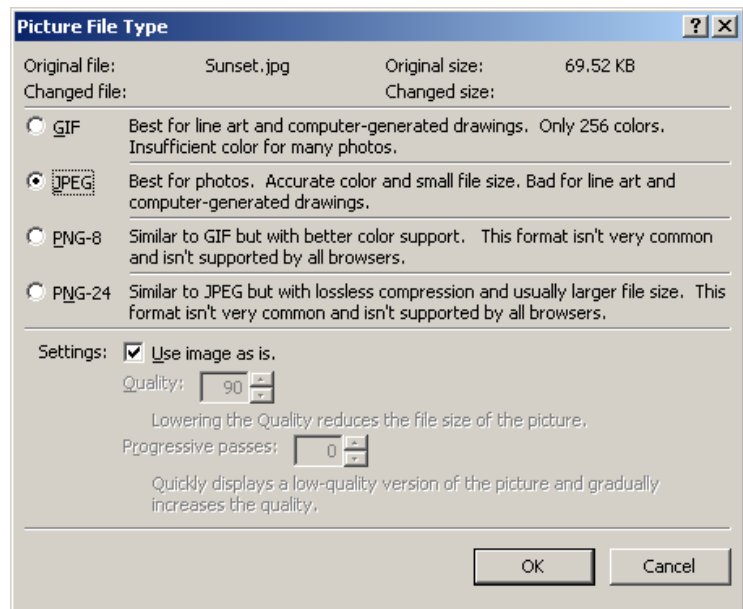 Picture File Type
Original file: Sunset.jpg Original size: 69.52 KB
Changed file: Changed size:
GIF Best for line art and computer-generated drawings. Only 256 colors.
Insufficient color for many photos.
JPEG Best for photos. Accurate color and small file size. Bad for line art and
computer-generated drawings.
PNG-8 Similar to GIF but with better color support. This format isn't very common
and isn't supported by all browsers.
PNG-24 Similar to JPEG but with lossless compression and usually larger file size. This
format isn't very common and isn't supported by all browsers.
Settings: Use image as is.
Quality: 90
Lowering the Quality reduces the file size of the picture.
Progressive passes: 0
Quickly displays a low-quality version of the picture and gradually
increases the quality.
OK Cancel